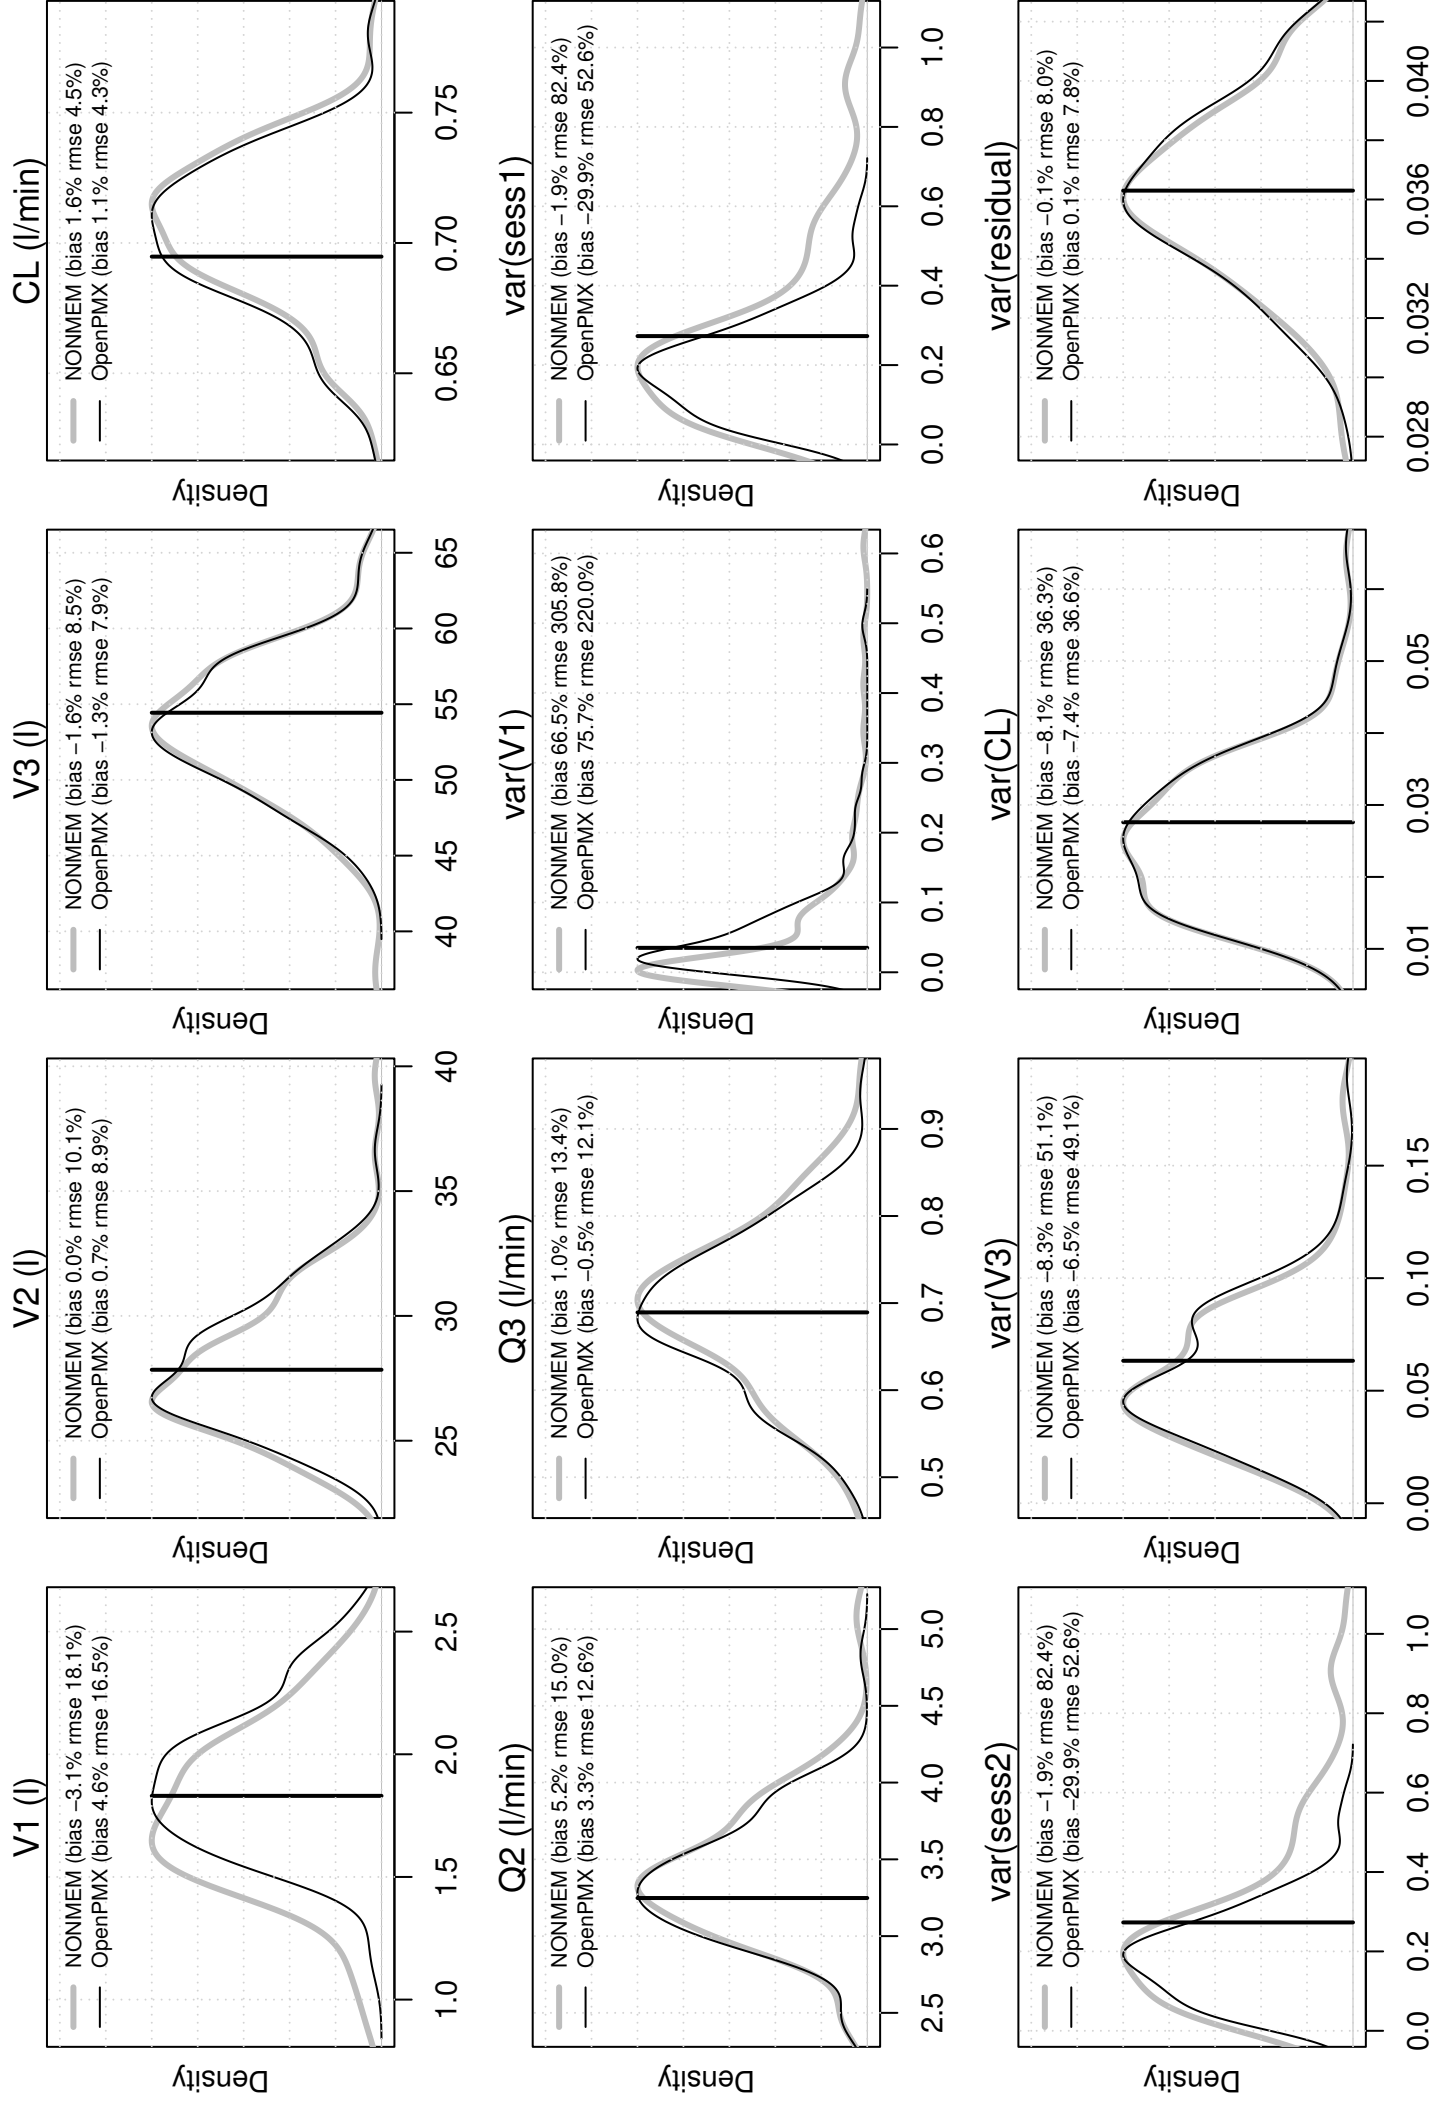 V1 (l)
NONMEM (bias −3.1% rmse 18.1%)
OpenPMX (bias 4.6% rmse 16.5%)
Density
1.0 1.5 2.0 2.5
V2 (l)
NONMEM (bias 0.0% rmse 10.1%)
OpenPMX (bias 0.7% rmse 8.9%)
Density
25 30 35 40
V3 (l)
NONMEM (bias −1.6% rmse 8.5%)
OpenPMX (bias −1.3% rmse 7.9%)
Density
40 45 50 55 60 65
CL (l/min)
NONMEM (bias 1.6% rmse 4.5%)
OpenPMX (bias 1.1% rmse 4.3%)
Density
0.65 0.70 0.75
Q2 (l/min)
NONMEM (bias 5.2% rmse 15.0%)
OpenPMX (bias 3.3% rmse 12.6%)
Density
2.5 3.0 3.5 4.0 4.5 5.0
Q3 (l/min)
NONMEM (bias 1.0% rmse 13.4%)
OpenPMX (bias −0.5% rmse 12.1%)
Density
0.5 0.6 0.7 0.8 0.9
var(V1)
NONMEM (bias 66.5% rmse 305.8%)
OpenPMX (bias 75.7% rmse 220.0%)
Density
0.0 0.1 0.2 0.3 0.4 0.5 0.6
var(sess1)
NONMEM (bias −1.9% rmse 82.4%)
OpenPMX (bias −29.9% rmse 52.6%)
Density
0.0 0.2 0.4 0.6 0.8 1.0
var(sess2)
NONMEM (bias −1.9% rmse 82.4%)
OpenPMX (bias −29.9% rmse 52.6%)
Density
0.0 0.2 0.4 0.6 0.8 1.0
var(V3)
NONMEM (bias −8.3% rmse 51.1%)
OpenPMX (bias −6.5% rmse 49.1%)
Density
0.00 0.05 0.10 0.15
var(CL)
NONMEM (bias −8.1% rmse 36.3%)
OpenPMX (bias −7.4% rmse 36.6%)
Density
0.01 0.03 0.05
var(residual)
NONMEM (bias −0.1% rmse 8.0%)
OpenPMX (bias 0.1% rmse 7.8%)
Density
0.028 0.032 0.036 0.040